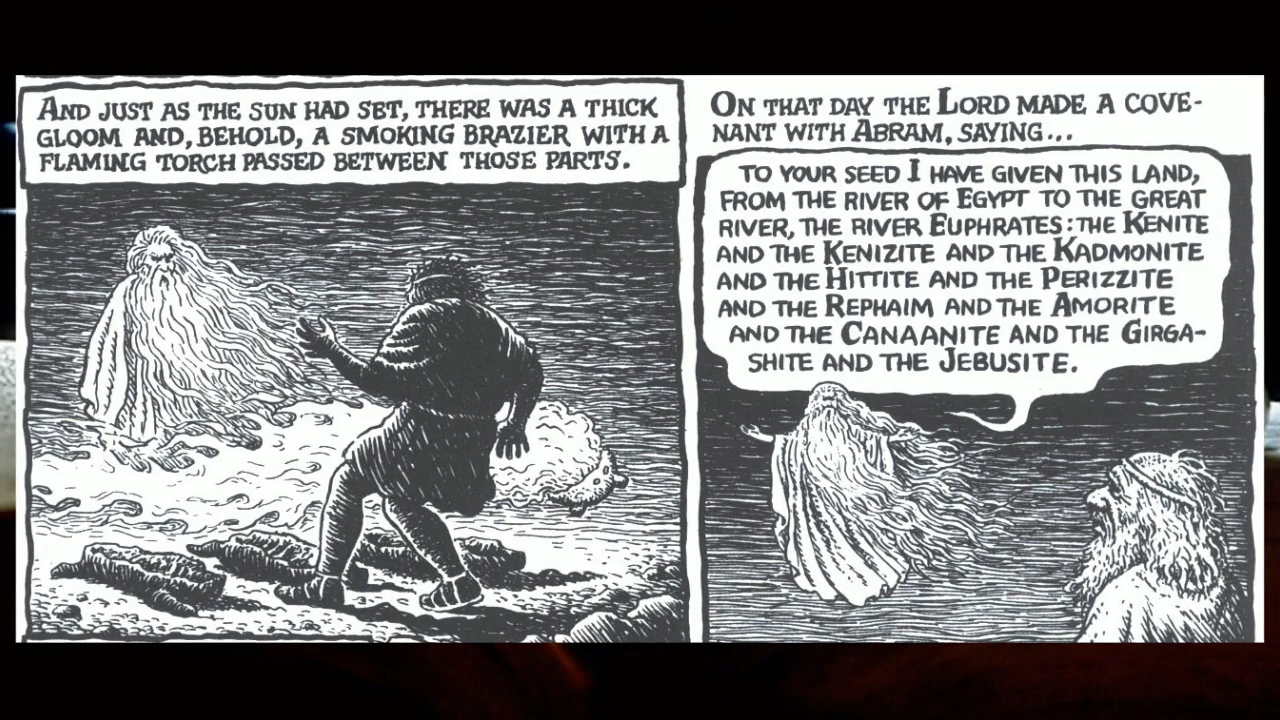 AND JUST AS THE SUN HAD SET, THERE WAS A THICK
GLOOM AND, BEHOLD, A SMOKING BRAZIER WITH A
FLAMING TORCH PASSED BETWEEN THOSE PARTS.
ON THAT DAY THE LORD MADE A COVE-
NANT WITH ABRAM, SAYING...
TO YOUR SEED I HAVE GIVEN THIS LAND,
FROM THE RIVER OF EGYPT TO THE GREAT
RIVER, THE RIVER EUPHRATES: THE KENITE
AND THE KENIZITE AND THE KADMONITE
AND THE HITTITE AND THE PERIZZITE
AND THE REPHAIM AND THE AMORITE
AND THE CANAANITE AND THE GIRGA-
SHITE AND THE JEBUSITE.